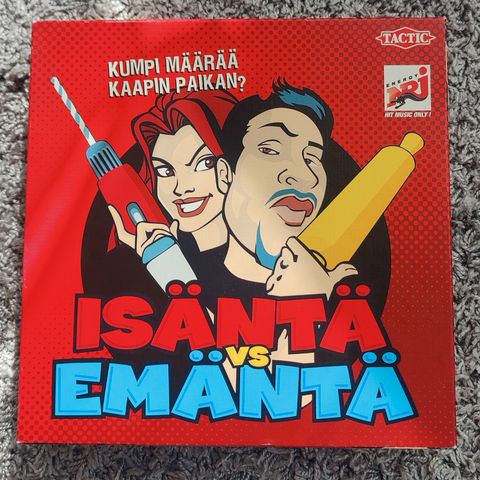 KUMPI MÄÄRÄÄ
KAAPIN PAIKAN?
TACTIC
ENERGY
NRJ
HIT MUSIC ONLY!
ISÄNTÄ
VS
EMÄNTÄ